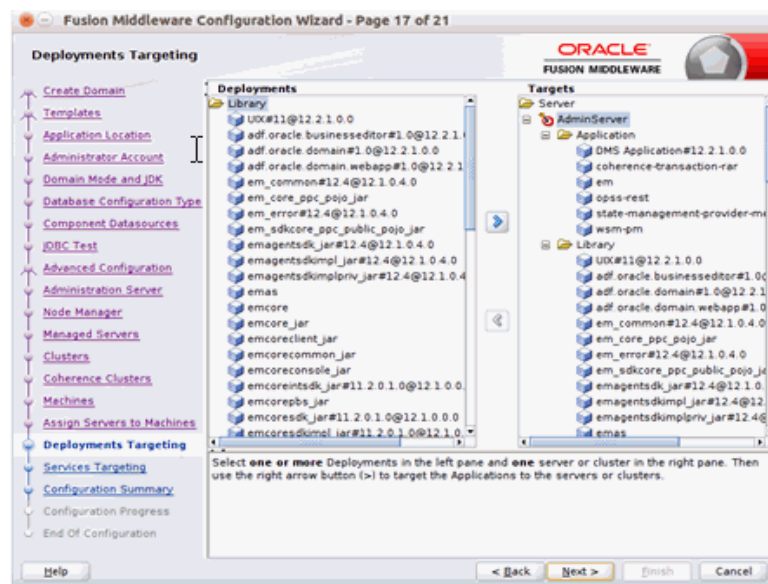 Fusion Middleware Configuration Wizard - Page 17 of 21
Deployments Targeting
ORACLE
FUSION MIDDLEWARE
Create Domain
Templates
Application Location
Administrator Account
Domain Mode and JDK
Database Configuration Type
Component Datasources
JDBC Test
Advanced Configuration
Administration Server
Node Manager
Managed Servers
Clusters
Coherence Clusters
Machines
Assign Servers to Machines
Deployments Targeting
Services Targeting
Configuration Summary
Configuration Progress
End Of Configuration
Deployments
Library
UIX#11@12.2.1.0.0
adf.oracle.businesseditor#1.0@12.2.1.
adf.oracle.domain#1.0@12.2.1.0.0
adf.oracle.domain.webapp#1.0@12.2.1
em_common#12.4@12.1.0.4.0
em_core_ppc_pojo_jar
em_error#12.4@12.1.0.4.0
em_sdkcore_ppc_public_pojo_jar
emagentsdk_jar#12.4@12.1.0.4.0
emagentsdkimpl_jar#12.4@12.1.0.4.0
emagentsdkimplpriv_jar#12.4@12.1.0.4
emas
emcore
emcore_jar
emcoreclient_jar
emcorecommon_jar
emcoreconsole_jar
emcoreintsdk_jar#11.2.0.1.0@12.1.0.0.
emcorepbs_jar
emcoresdk_jar#11.2.0.1.0@12.1.0.0.0
emcoresdkimpl_jar#11.2.0.1.0@12.1.0.
Targets
Server
AdminServer
Application
DMS Application#12.2.1.0.0
coherence-transaction-rar
em
opss-rest
state-management-provider-me
wsm-pm
Library
UIX#11@12.2.1.0.0
adf.oracle.businesseditor#1.0@
adf.oracle.domain#1.0@12.2.1
adf.oracle.domain.webapp#1.0
em_common#12.4@12.1.0.4.0
em_core_ppc_pojo_jar
em_error#12.4@12.1.0.4.0
em_sdkcore_ppc_public_pojo_ja
emagentsdk_jar#12.4@12.1.0.
emagentsdkimpl_jar#12.4@12.
emagentsdkimplpriv_jar#12.4@
emas
Select one or more Deployments in the left pane and one server or cluster in the right pane. Then
use the right arrow button (>) to target the Applications to the servers or clusters.
Help
< Back
Next >
Finish
Cancel